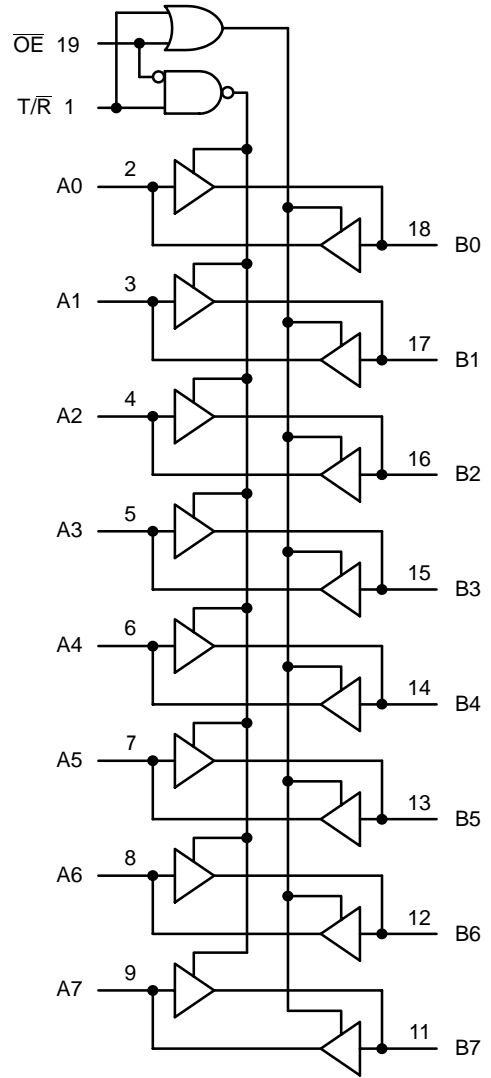 O̅E̅ 19
T/R̅ 1
A0 2
18 B0
A1 3
17 B1
A2 4
16 B2
A3 5
15 B3
A4 6
14 B4
A5 7
13 B5
A6 8
12 B6
A7 9
11 B7